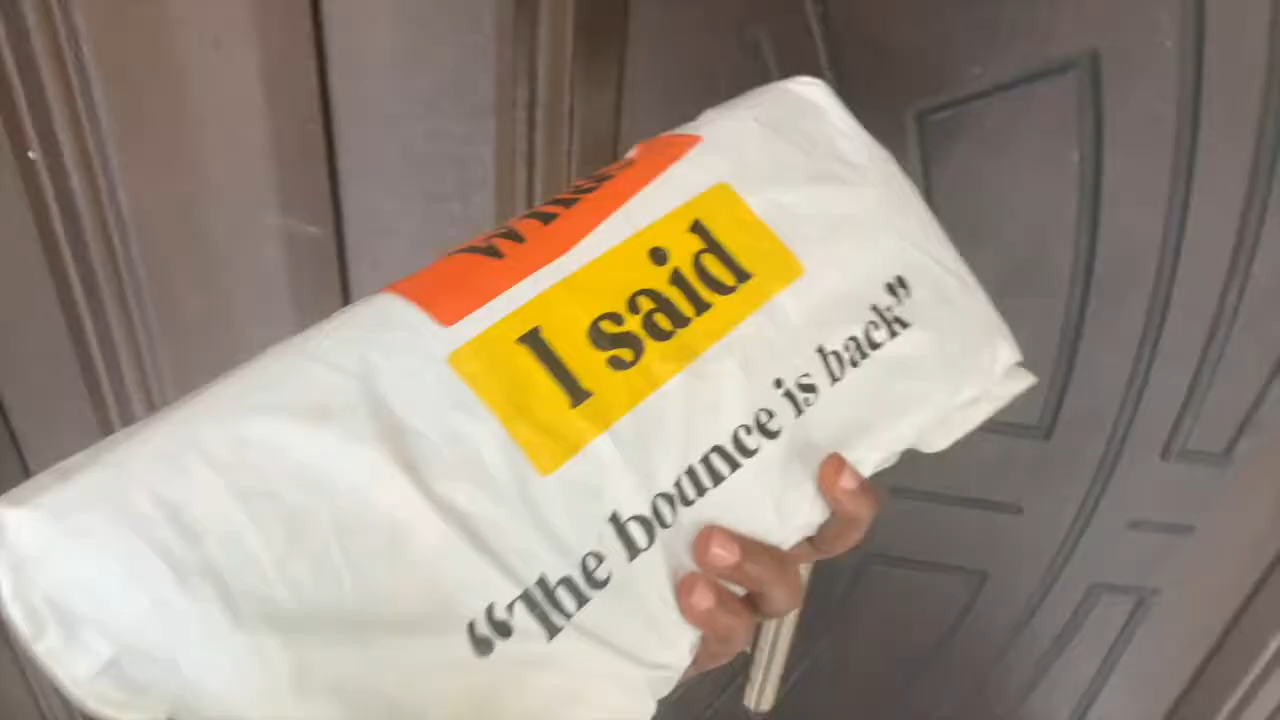 I said
“The bounce is back”